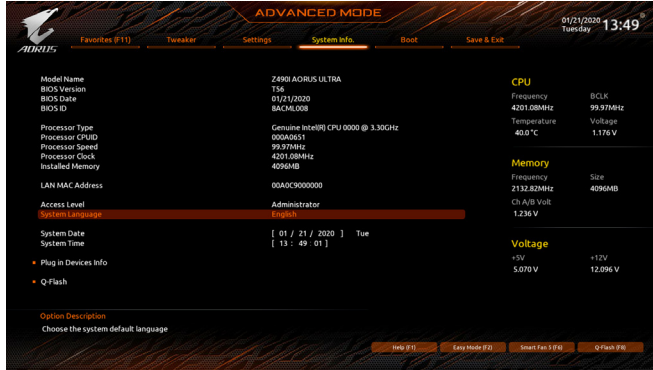 ADVANCED MODE
01/21/2020 Tuesday 13:49
AORUS
Favorites (F11) Tweaker Settings System Info. Boot Save & Exit
Model Name Z490I AORUS ULTRA
BIOS Version T56
BIOS Date 01/21/2020
BIOS ID 8ACML008
Processor Type Genuine Intel(R) CPU 0000 @ 3.30GHz
Processor CPUID 000A0651
Processor Speed 99.97MHz
Processor Clock 4201.08MHz
Installed Memory 4096MB
LAN MAC Address 00A0C9000000
Access Level Administrator
System Language English
System Date [ 01 / 21 / 2020 ] Tue
System Time [ 13 : 49 : 01 ]
Plug in Devices Info
Q-Flash
CPU
Frequency BCLK
4201.08MHz 99.97MHz
Temperature Voltage
40.0 °C 1.176 V
Memory
Frequency Size
2132.82MHz 4096MB
Ch A/B Volt
1.236 V
Voltage
+5V +12V
5.070 V 12.096 V
Option Description
Choose the system default language
Help (F1) Easy Mode (F2) Smart Fan 5 (F6) Q-Flash (F8)